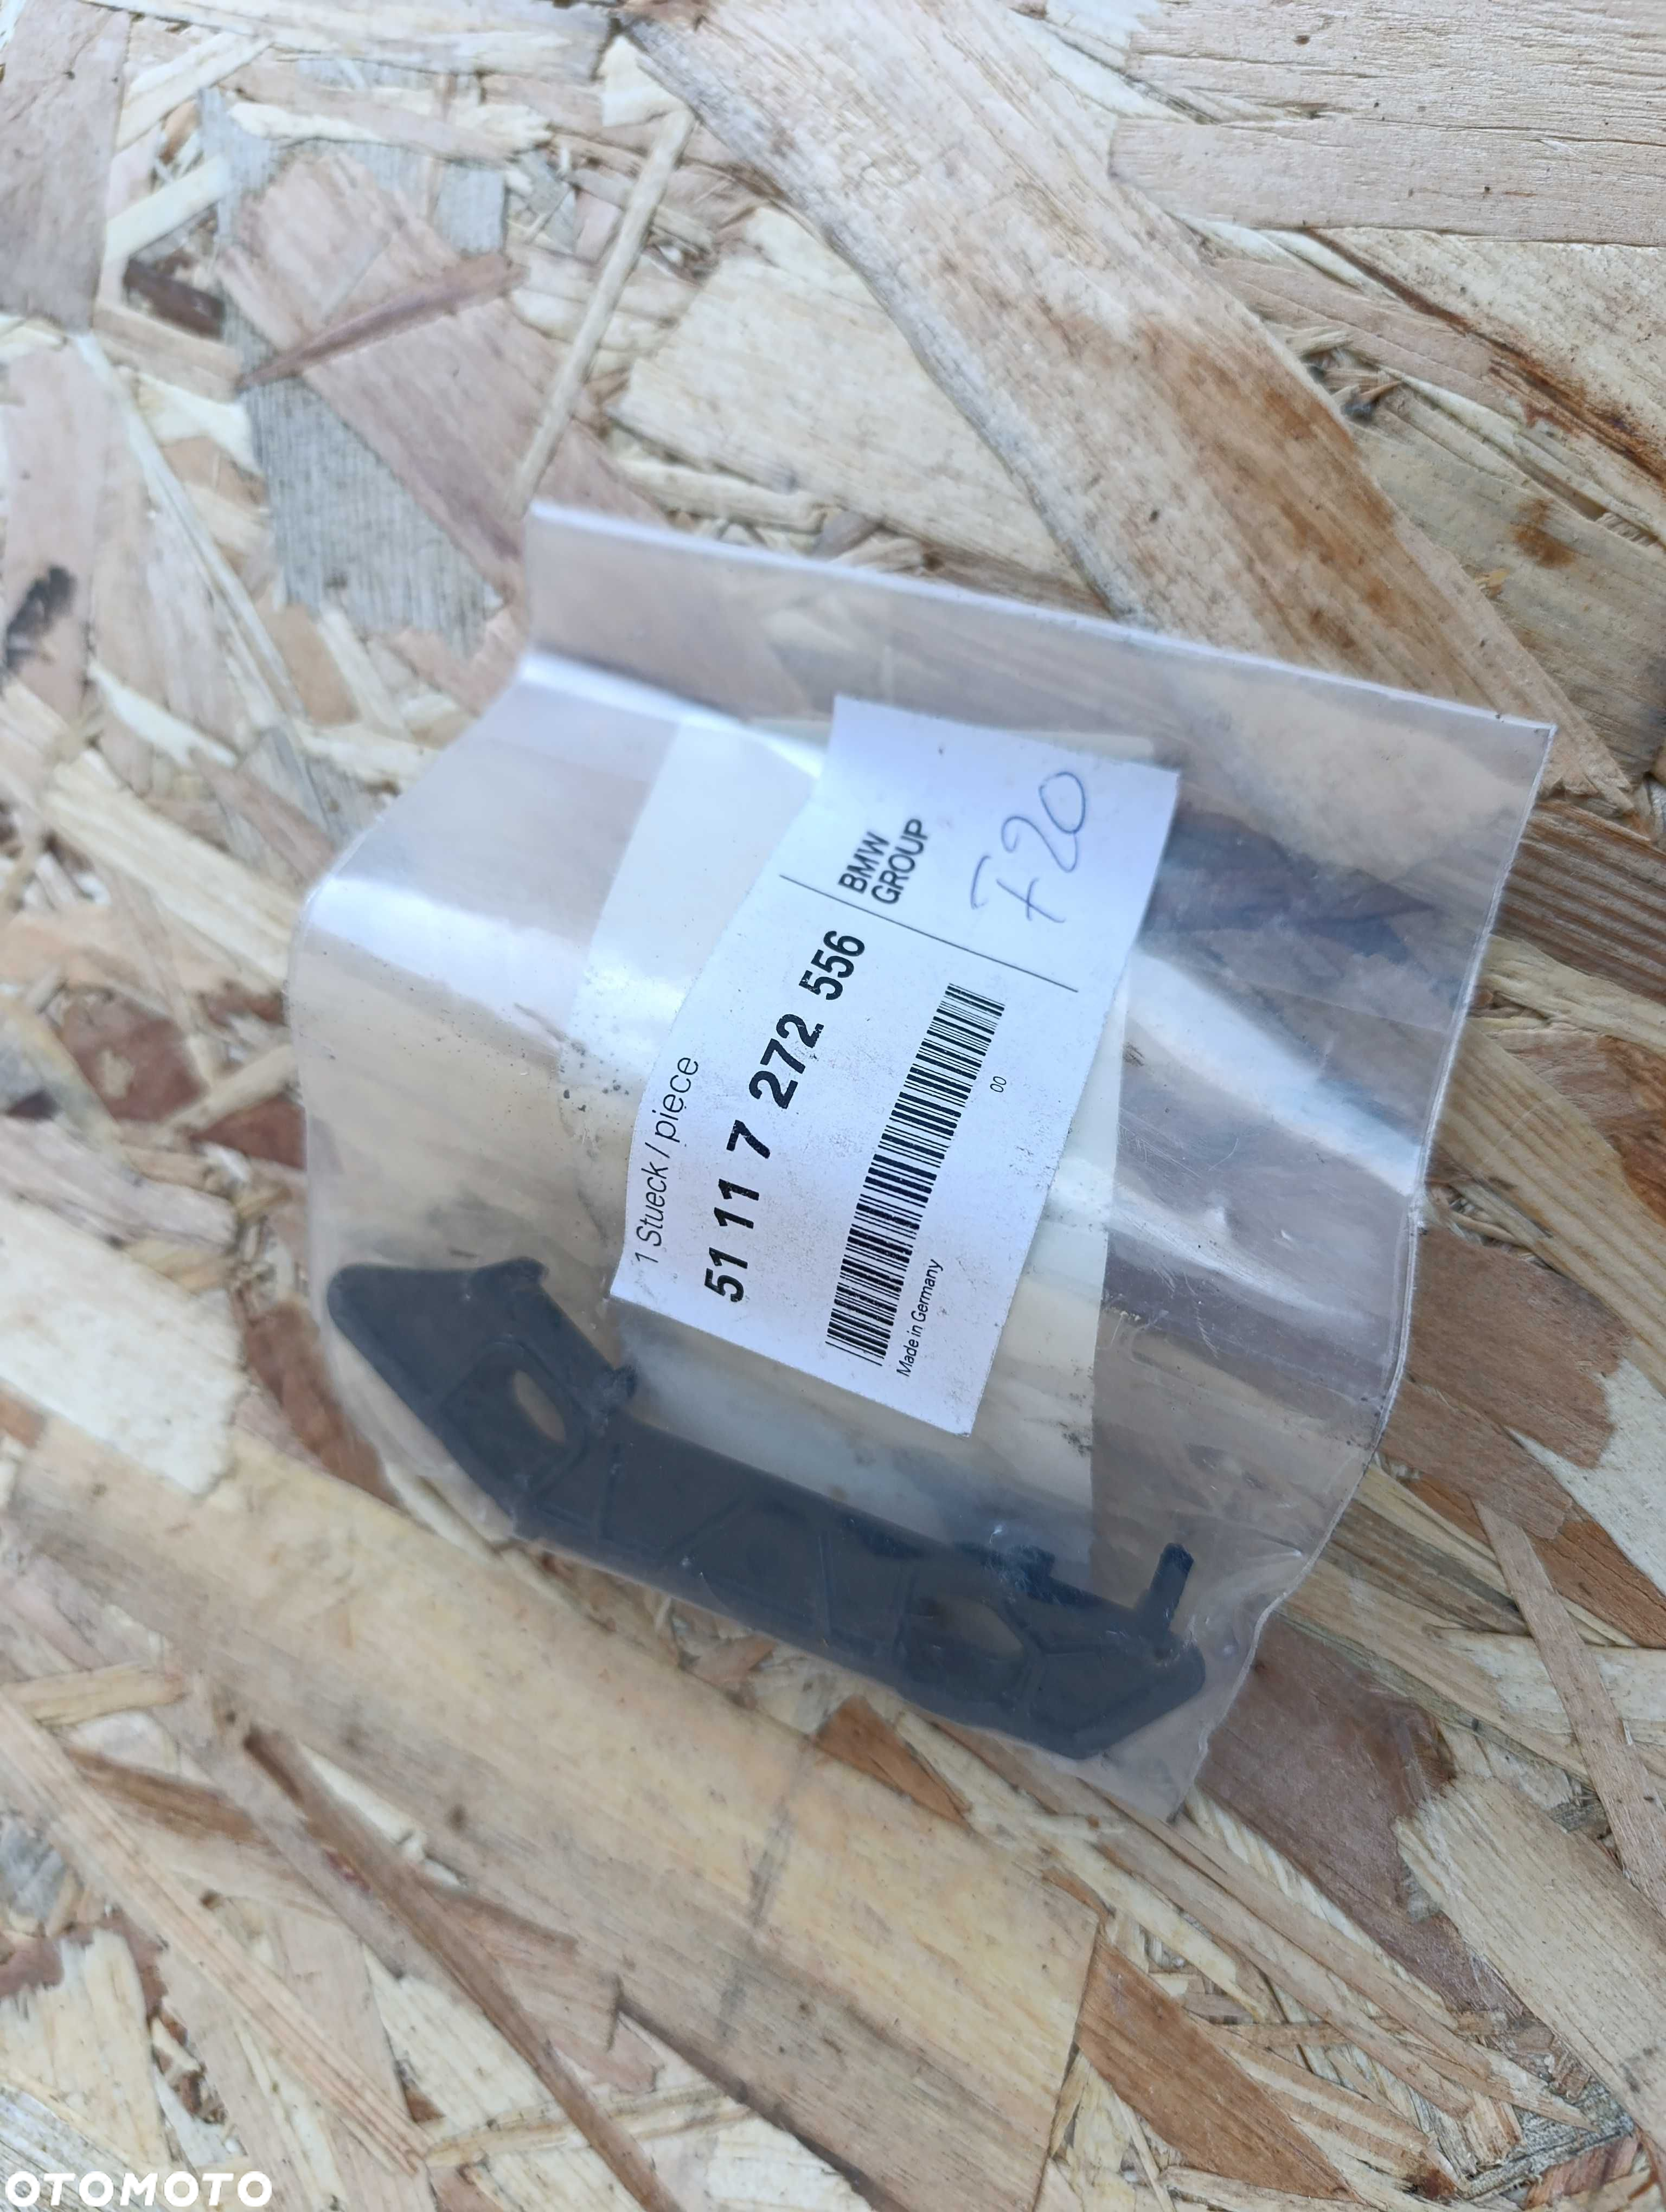 1 Stueck / piece
51 11 7 272 556
BMW
GROUP
F20
00
Made in Germany
OTOMOTO